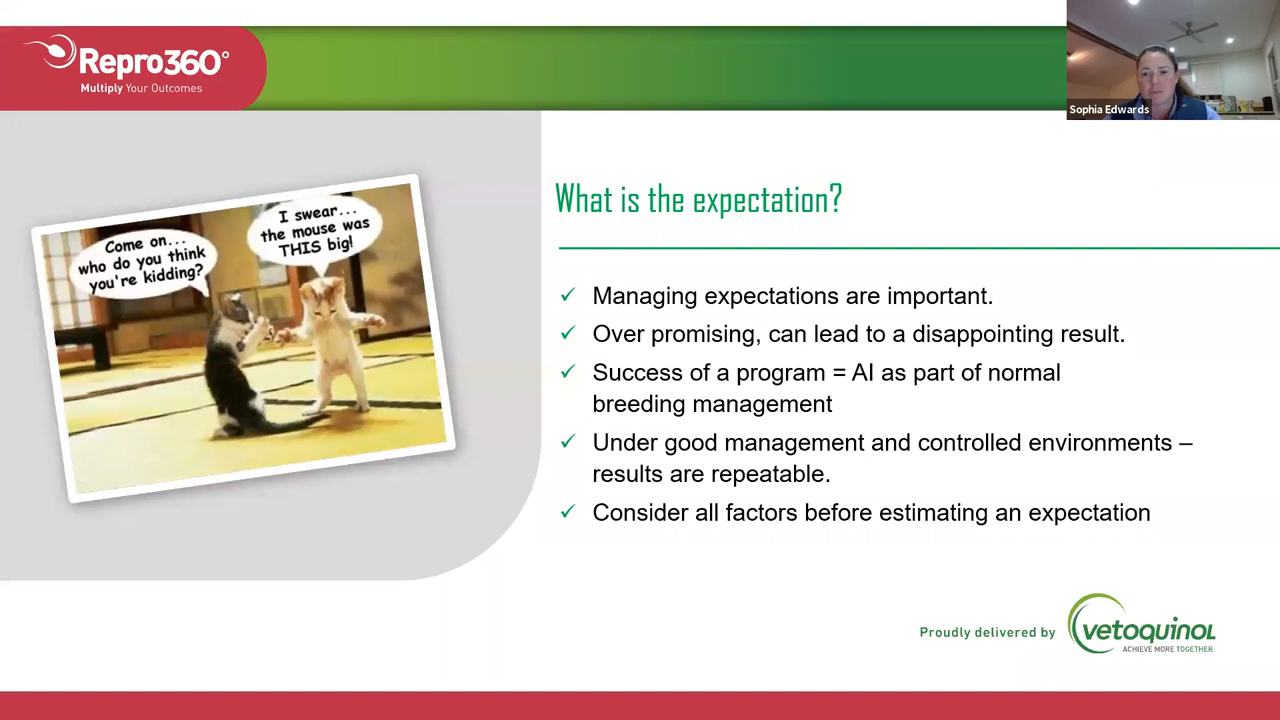 Repro360°
Multiply Your Outcomes
Sophia Edwards
Come on...
who do you think
you're kidding?
I swear...
the mouse was
THIS big!
What is the expectation?
Managing expectations are important.
Over promising, can lead to a disappointing result.
Success of a program = AI as part of normal
breeding management
Under good management and controlled environments –
results are repeatable.
Consider all factors before estimating an expectation
Proudly delivered by
vetoquinol
ACHIEVE MORE TOGETHER